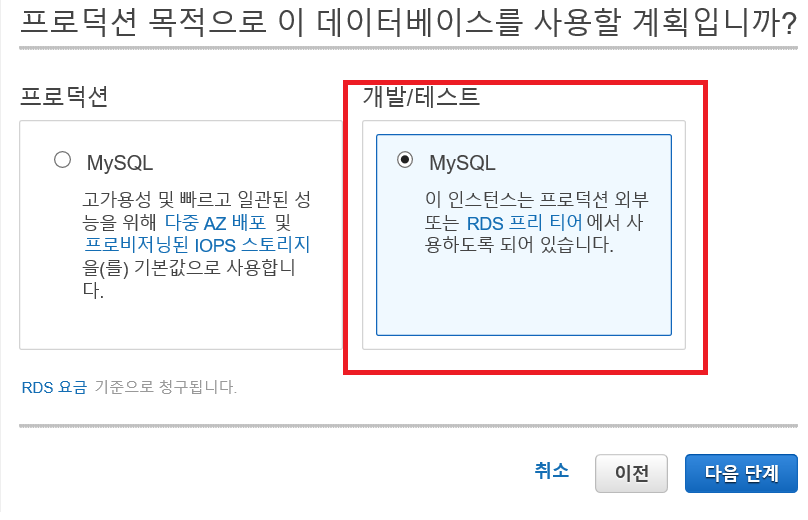 프로덕션 목적으로 이 데이터베이스를 사용할 계획입니까?
프로덕션
MySQL
고가용성 및 빠르고 일관된 성
능을 위해 다중 AZ 배포 및
프로비저닝된 IOPS 스토리지
을(를) 기본값으로 사용합니
다.
개발/테스트
MySQL
이 인스턴스는 프로덕션 외부
또는 RDS 프리 티어 에서 사
용하도록 되어 있습니다.
RDS 요금 기준으로 청구됩니다.
취소
이전
다음 단계